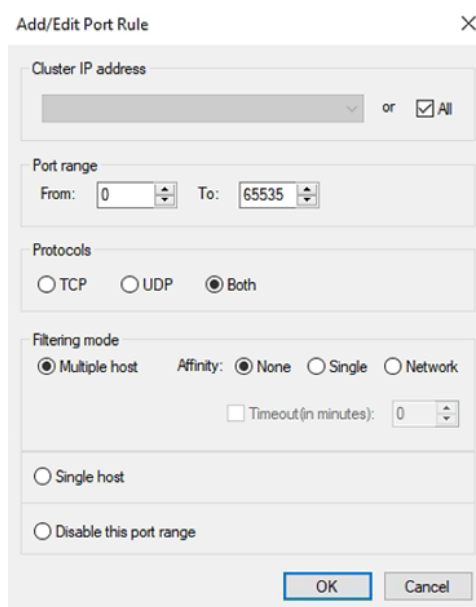 Add/Edit Port Rule
Cluster IP address
or All
Port range
From: 0 To: 65535
Protocols
TCP UDP Both
Filtering mode
Multiple host Affinity: None Single Network
Timeout(in minutes): 0
Single host
Disable this port range
OK Cancel